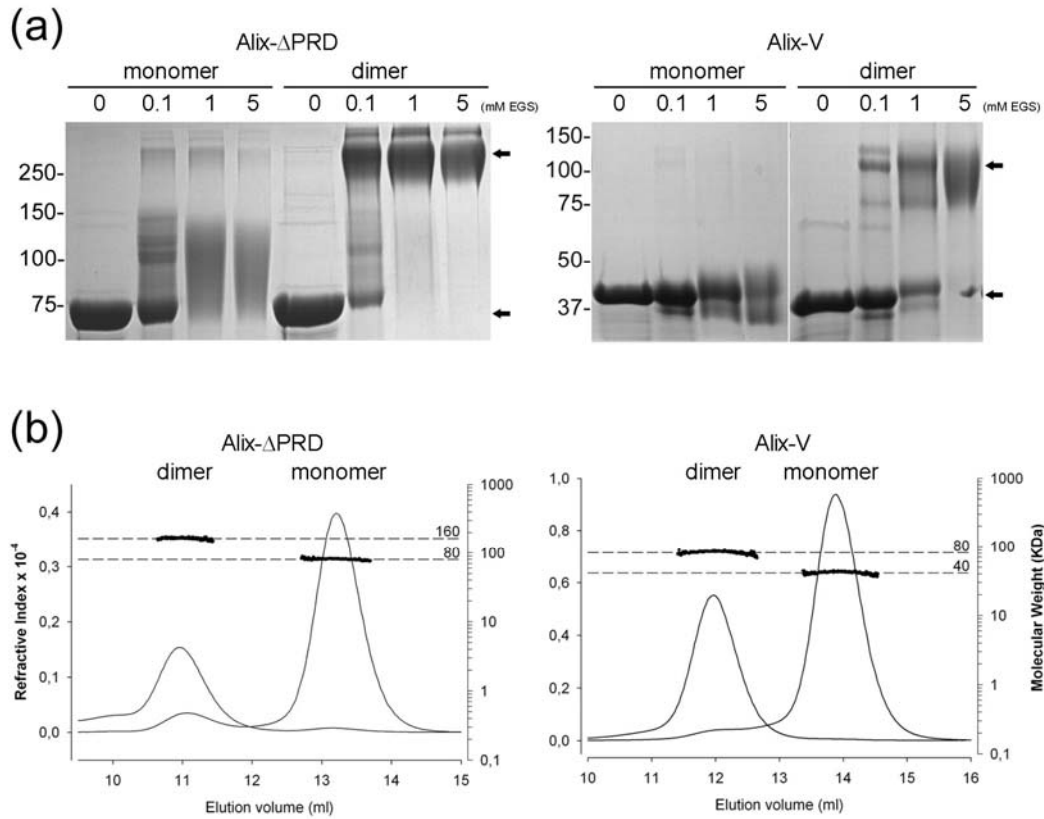 (a)
Alix-ΔPRD
monomer dimer
0 0.1 1 5 0 0.1 1 5 (mM EGS)
250-
150-
100-
75-
Alix-V
monomer dimer
0 0.1 1 5 0 0.1 1 5 (mM EGS)
150-
100-
75-
50-
37-
(b)
Alix-ΔPRD
dimer monomer
Refractive Index x 10-4
0,4
0,3
0,2
0,1
0,0
160
80
1000
100
10
1
0,1
10 11 12 13 14 15
Elution volume (ml)
Alix-V
dimer monomer
1,0
0,8
0,6
0,4
0,2
0,0
80
40
1000
100
10
1
0,1
Molecular Weight (KDa)
10 11 12 13 14 15 16
Elution volume (ml)